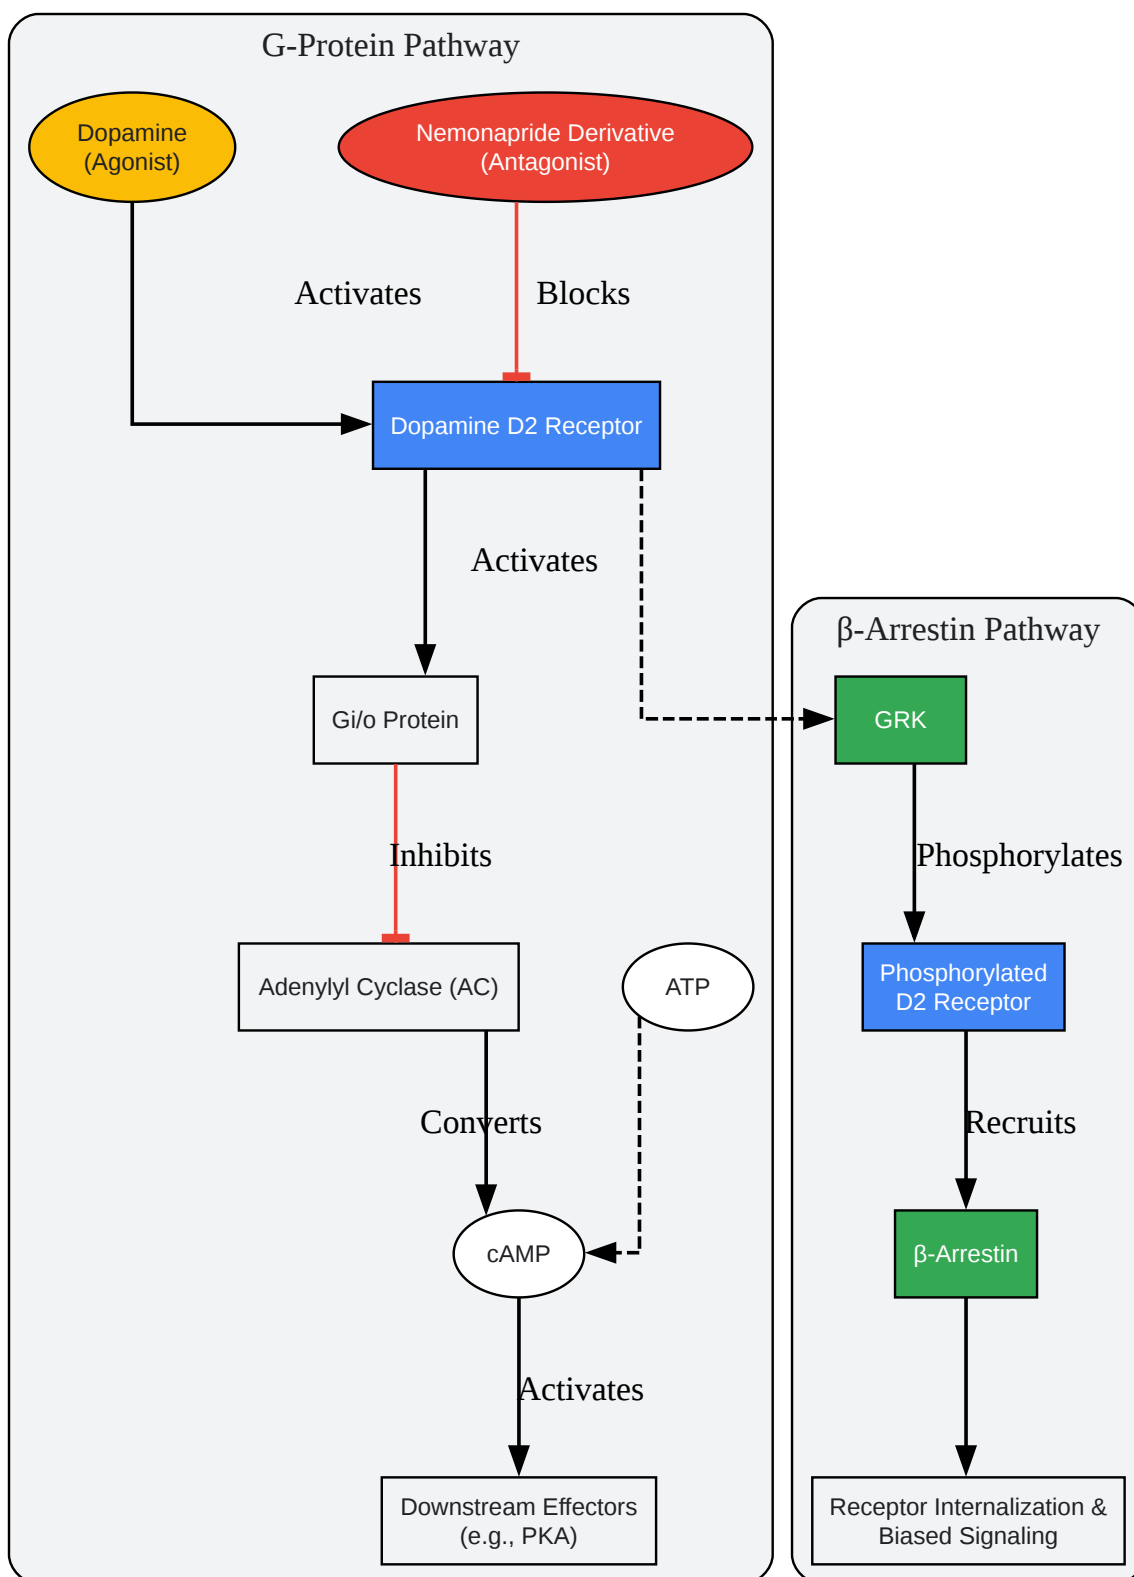 G-Protein Pathway
Dopamine
(Agonist)
Nemonapride Derivative
(Antagonist)
Activates
Blocks
Dopamine D2 Receptor
Activates
β-Arrestin Pathway
Gi/o Protein
GRK
Inhibits
Phosphorylates
Adenylyl Cyclase (AC)
ATP
Phosphorylated
D2 Receptor
Converts
Recruits
cAMP
β-Arrestin
Activates
Downstream Effectors
(e.g., PKA)
Receptor Internalization &
Biased Signaling